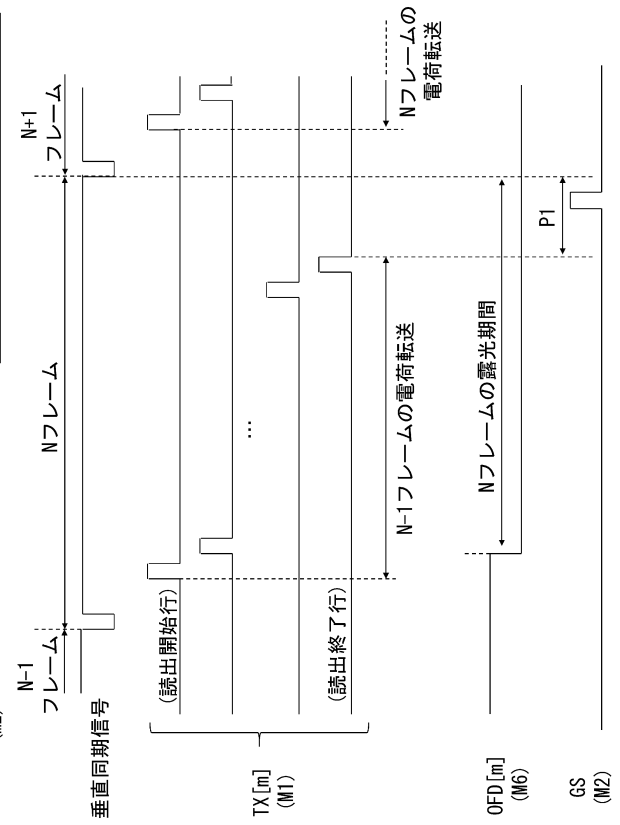 N-1
フレーム
Nフレーム
N+1
フレーム
垂直同期信号
(読出開始行)
TX[m]
(M1)
…
(読出終了行)
N-1フレームの電荷転送
Nフレームの
電荷転送
OFD[m]
(M6)
Nフレームの露光期間
P1
GS
(M2)